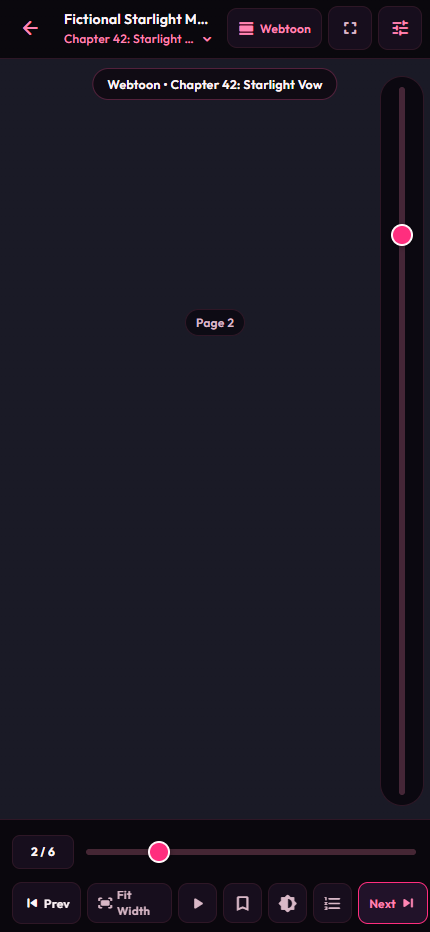 Fictional Starlight M...
Chapter 42: Starlight ...
Webtoon
Webtoon • Chapter 42: Starlight Vow
Page 2
2 / 6
Prev
Fit
Width
Next